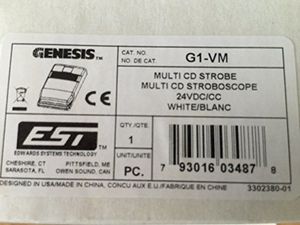 GENESIS™
CAT. NO.
NO. DE CAT.
G1-VM
MULTI CD STROBE
MULTI CD STROBOSCOPE
24VDC/CC
WHITE/BLANC
CE
EST
EDWARDS SYSTEMS TECHNOLOGY
CHESHIRE, CT PITTSFIELD, ME
SARASOTA, FL OWEN SOUND, CAN
QTY./QTE.
1
UNIT/UNITE
PC.
7 93016 03487 8
DESIGNED IN USA/MADE IN CHINA, CONCU AUX E.U./FABRIQUE EN CHINE
3302380-01